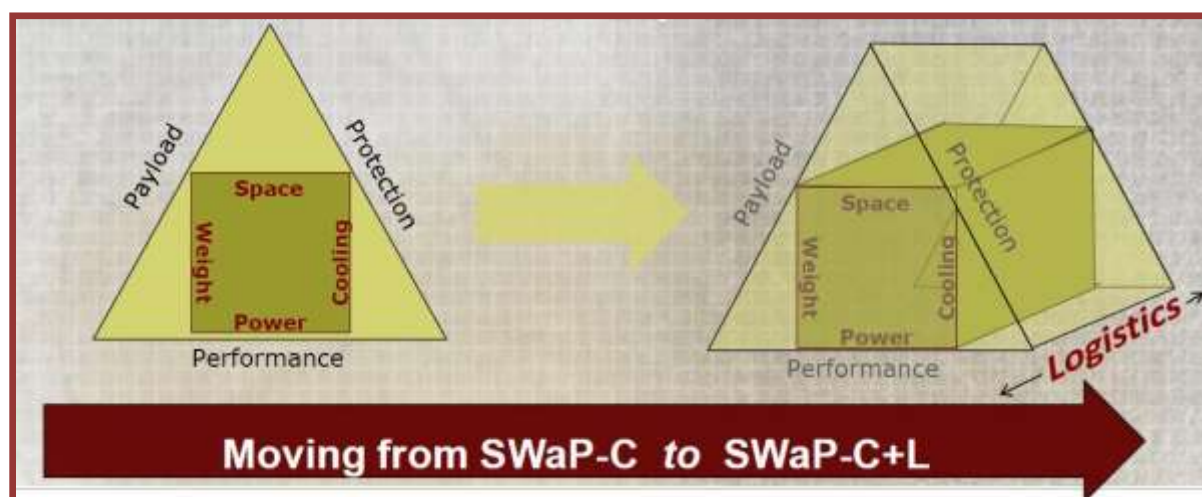 Payload
Protection
Space
Weight
Cooling
Power
Performance
Payload
Protection
Space
Weight
Cooling
Power
Performance
Logistics
Moving from SWaP-C to SWaP-C+L